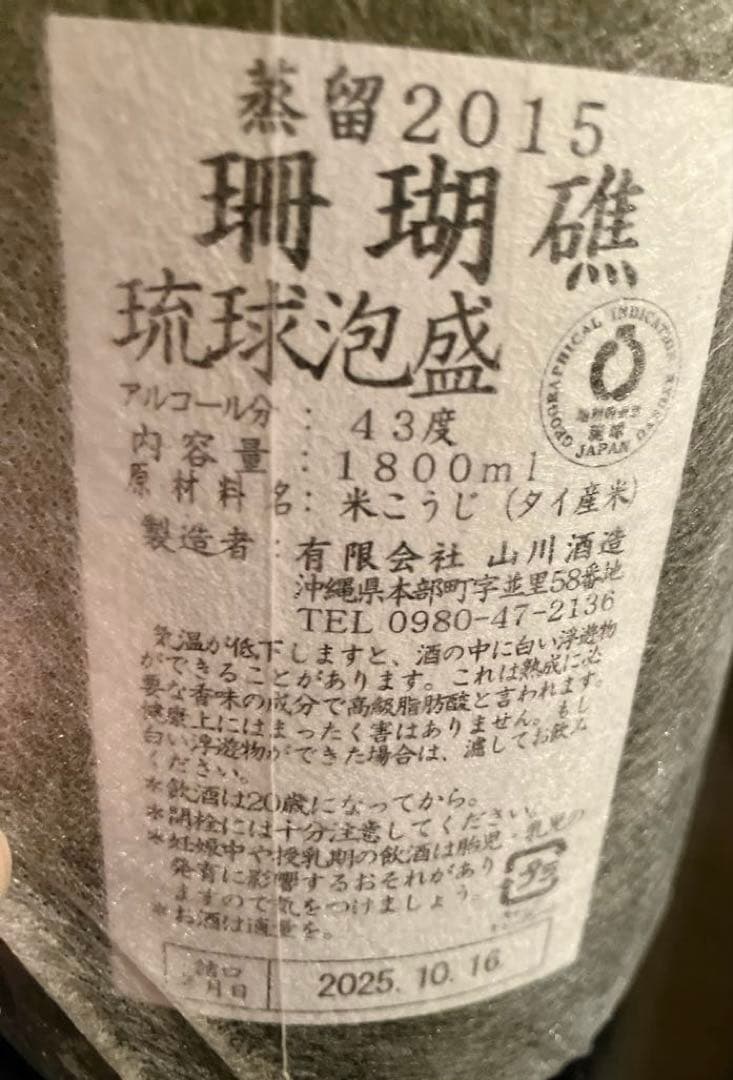 蒸留2015
珊瑚礁
琉球泡盛
GEOGRAPHICAL INDICATION RYUKYU
地理的表示
琉球
JAPAN
アルコール分：43度
内容量：1800ml
原材料名：米こうじ（タイ産米）
製造者：有限会社 山川酒造
沖縄県本部町字並里58番地
TEL 0980-47-2136
気温が低下しますと、酒の中に白い浮遊物
ができることがあります。これは熟成に必
要な香味の成分で高級脂肪酸と言われます。
健康上にはまったく害はありません。もし
白い浮遊物ができた場合は、濾してお飲み
ください。
*飲酒は20歳になってから。
*開栓には十分注意してください。
*妊娠中や授乳期の飲酒は胎児・乳児の
発育に影響するおそれがあり
ますので気をつけましょう。
*お酒は適量を。
詰口
年月日
2025.10.16